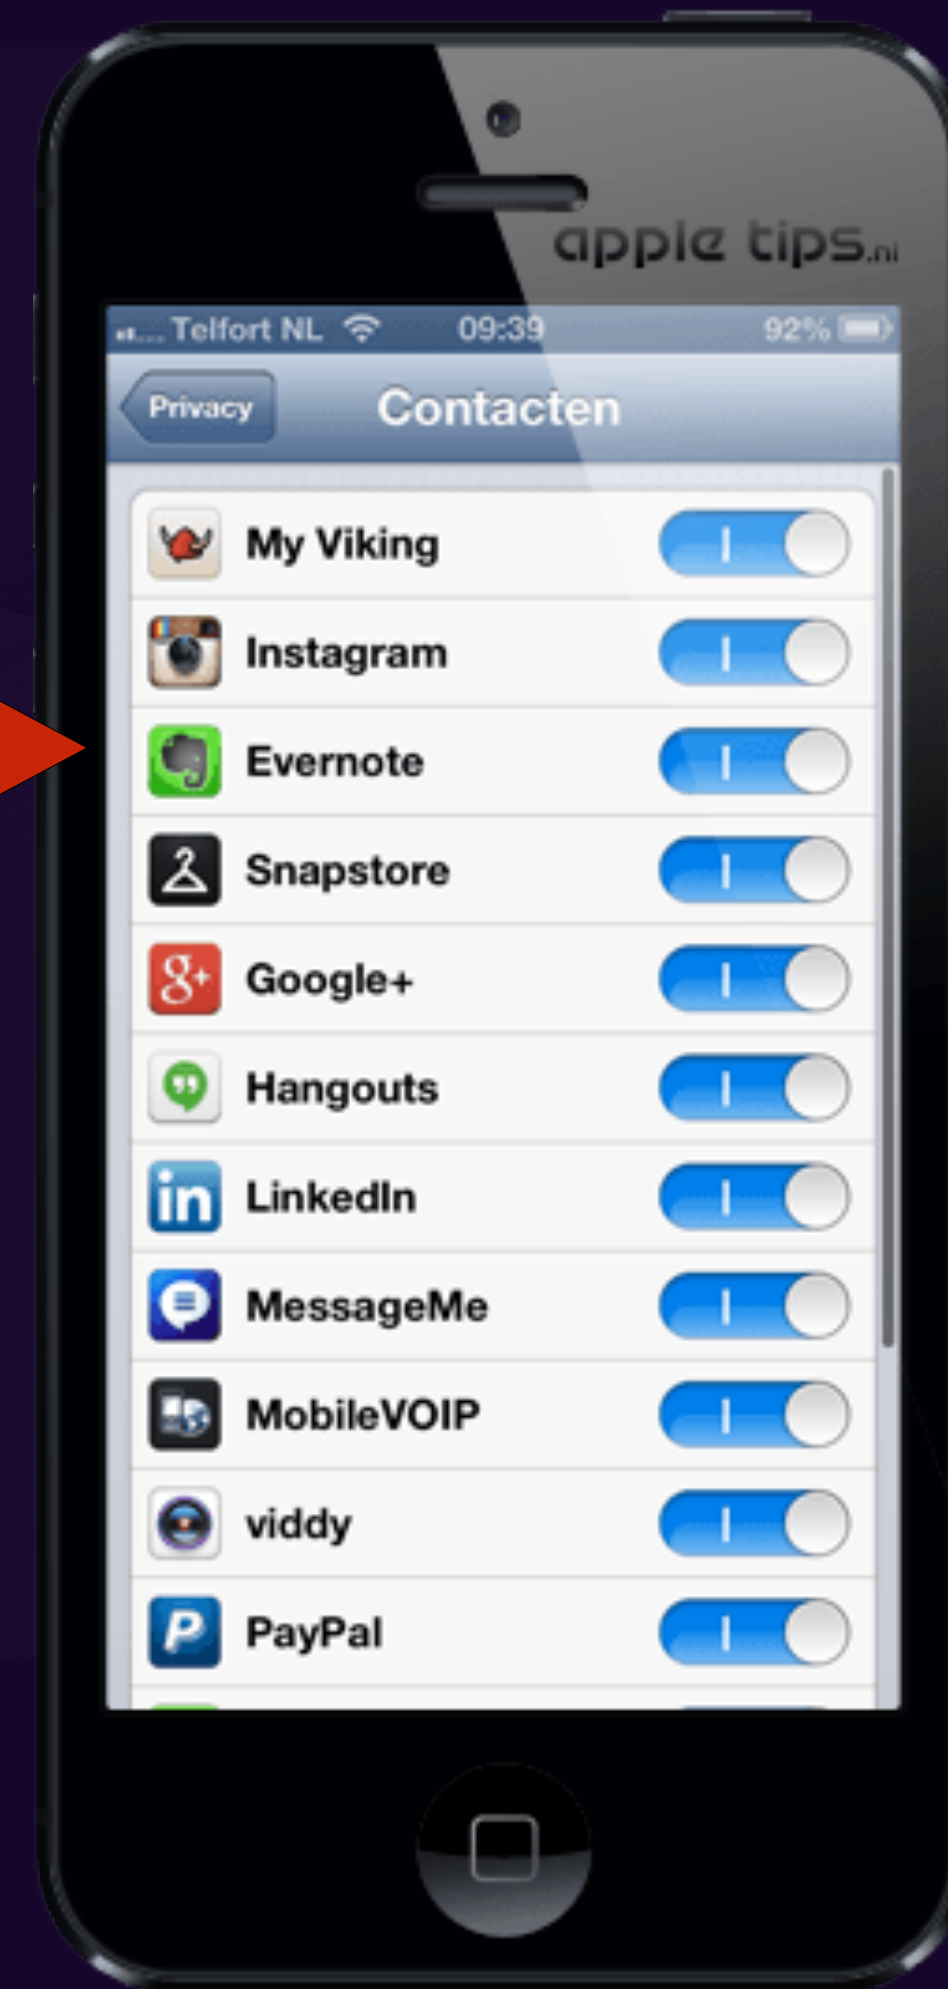 apple tips.nl
Telfort NL 09:39 92%
Privacy Contacten
My Viking
Instagram
Evernote
Snapstore
g+ Google+
Hangouts
in LinkedIn
MessageMe
MobileVOIP
viddy
P PayPal